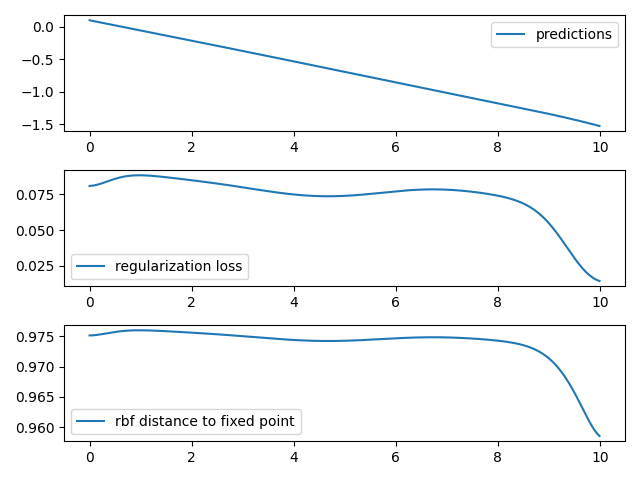 predictions
0.0
−0.5
−1.0
−1.5
0 2 4 6 8 10
0.075
0.050
0.025
regularization loss
0 2 4 6 8 10
0.975
0.970
0.965
0.960
rbf distance to fixed point
0 2 4 6 8 10